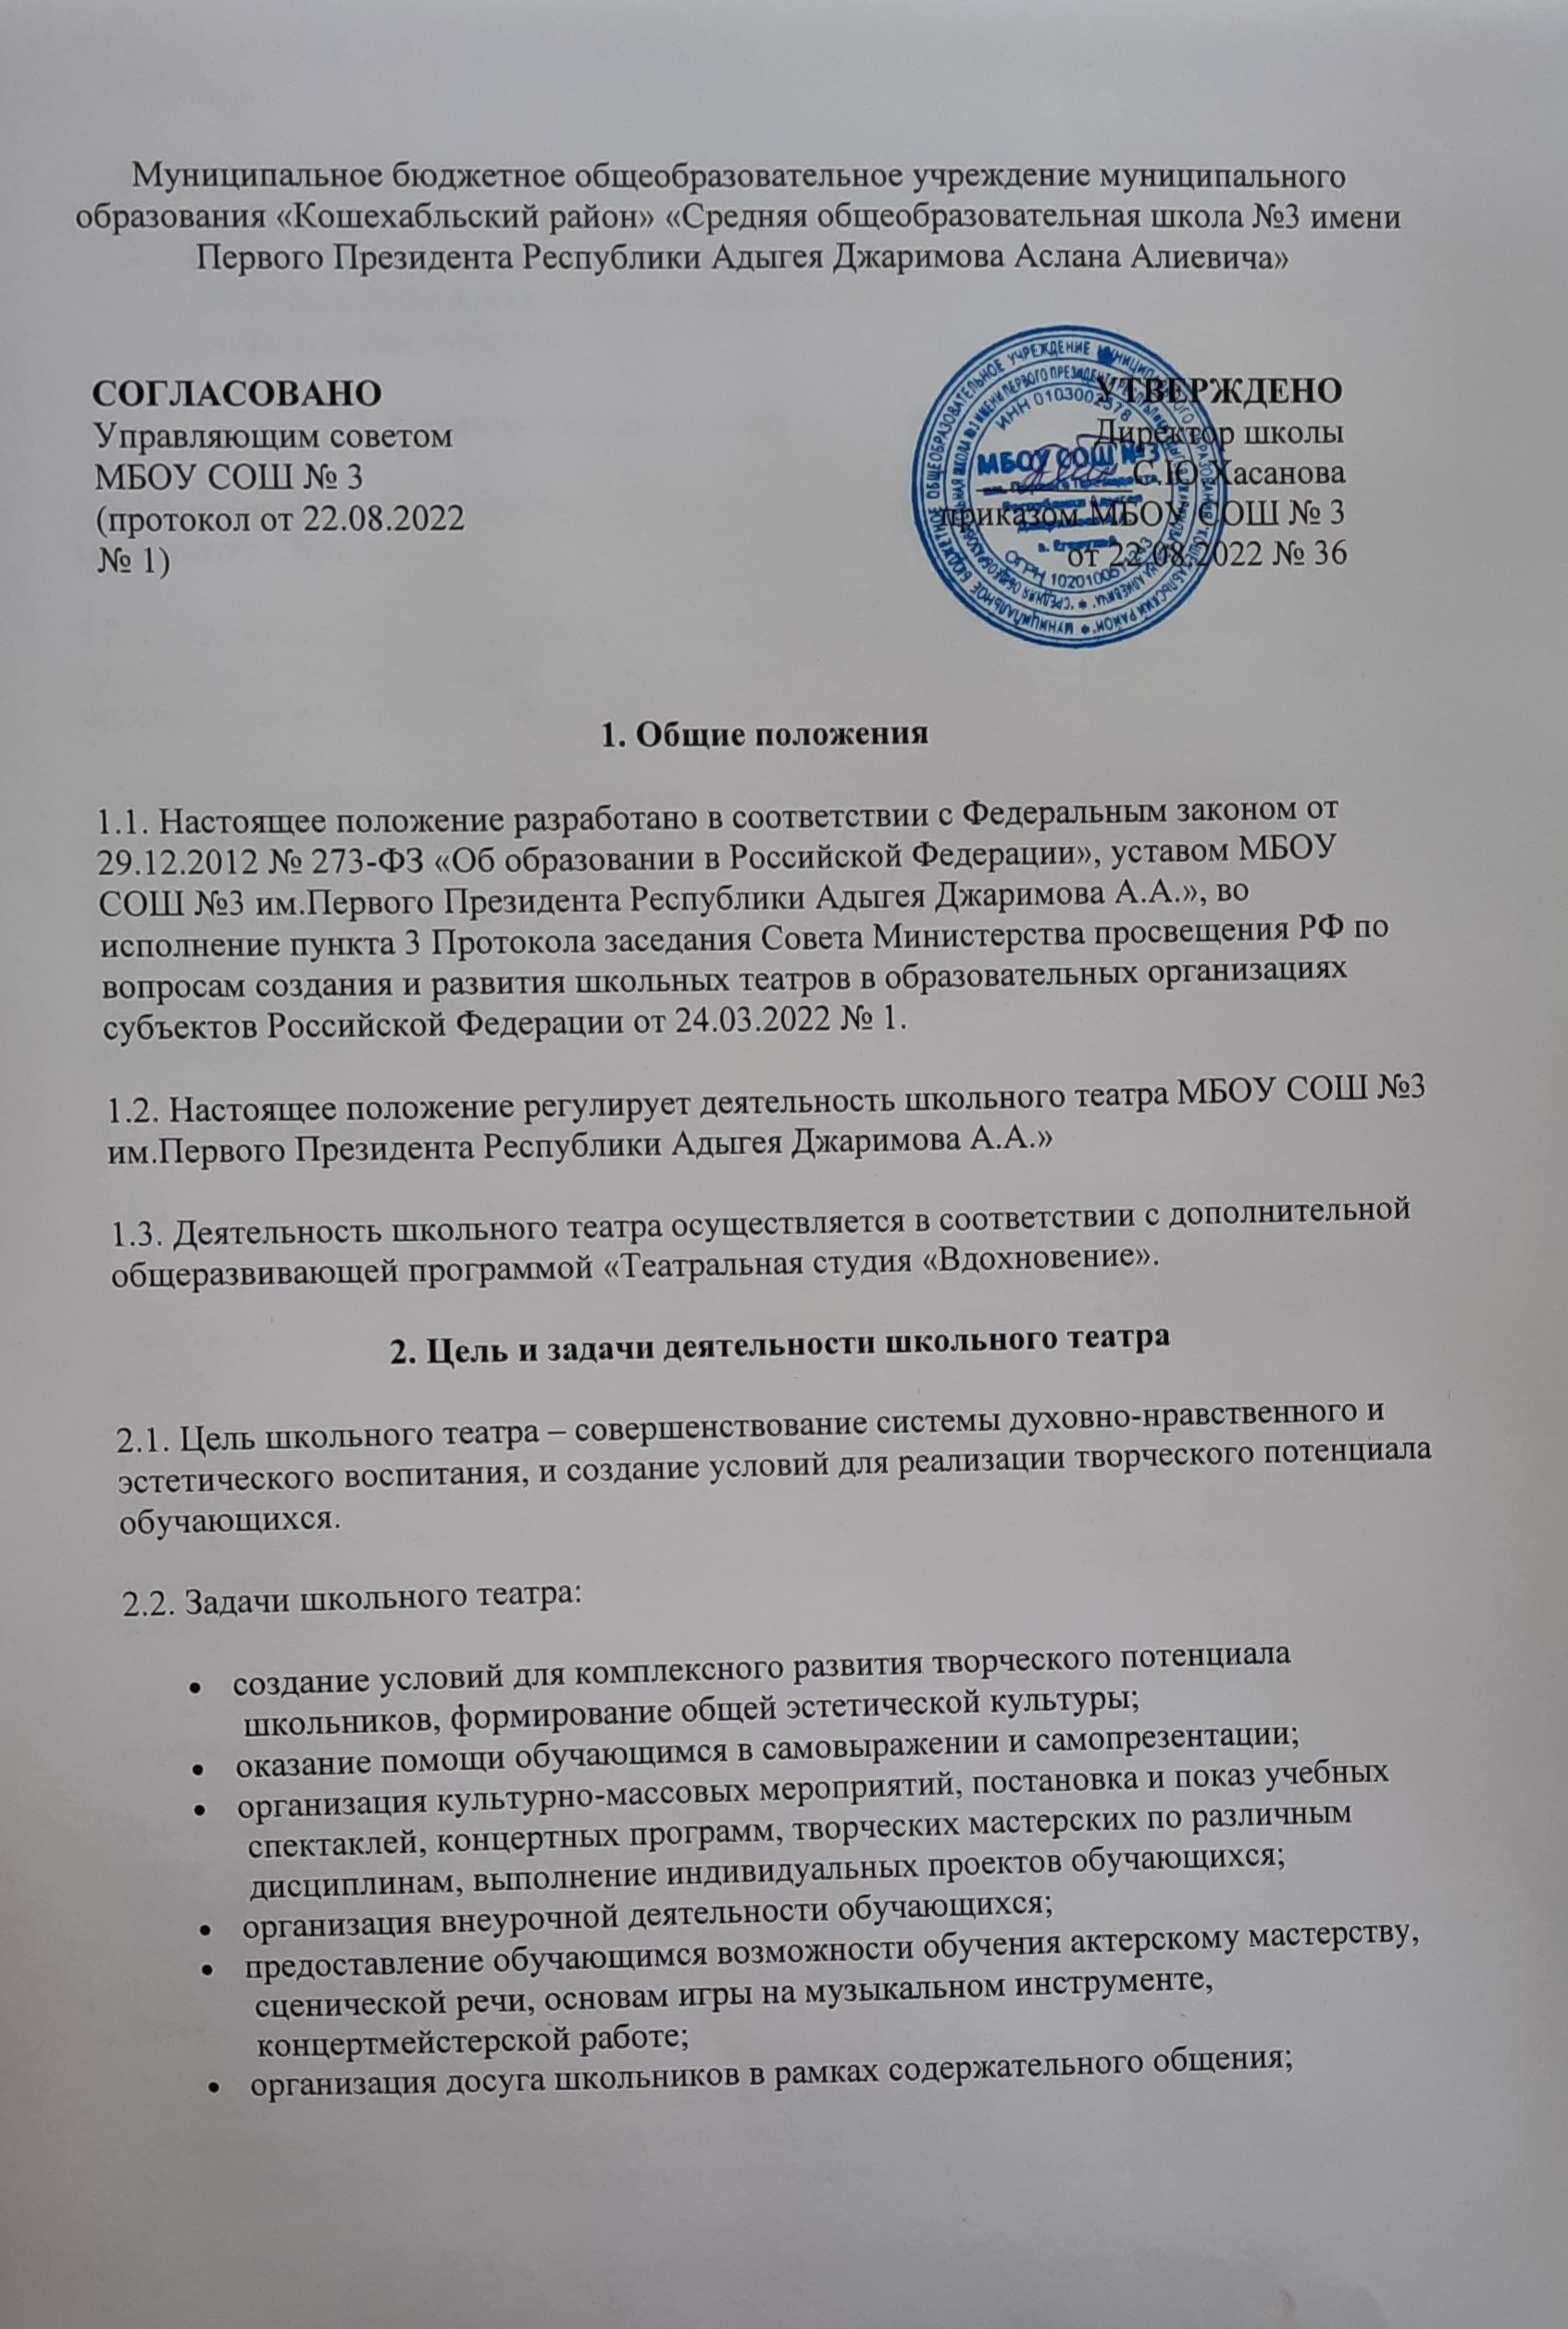 Муниципальное бюджетное общеобразовательное учреждение муниципального
образования «Кошехабльский район» «Средняя общеобразовательная школа №3 имени
Первого Президента Республики Адыгея Джаримова Аслана Алиевича»
СОГЛАСОВАНО
Управляющим советом
МБОУ СОШ № 3
(протокол от 22.08.2022
№ 1)
УТВЕРЖДЕНО
Директор школы
С.Ю.Хасанова
приказом МБОУ СОШ № 3
от 22.08.2022 № 36
ИНН 0103002578
МБОУ СОШ №3
1. Общие положения
1.1. Настоящее положение разработано в соответствии с Федеральным законом от
29.12.2012 № 273-ФЗ «Об образовании в Российской Федерации», уставом МБОУ
СОШ №3 им.Первого Президента Республики Адыгея Джаримова А.А.», во
исполнение пункта 3 Протокола заседания Совета Министерства просвещения РФ по
вопросам создания и развития школьных театров в образовательных организациях
субъектов Российской Федерации от 24.03.2022 № 1.
1.2. Настоящее положение регулирует деятельность школьного театра МБОУ СОШ №3
им.Первого Президента Республики Адыгея Джаримова А.А.»
1.3. Деятельность школьного театра осуществляется в соответствии с дополнительной
общеразвивающей программой «Театральная студия «Вдохновение».
2. Цель и задачи деятельности школьного театра
2.1. Цель школьного театра – совершенствование системы духовно-нравственного и
эстетического воспитания, и создание условий для реализации творческого потенциала
обучающихся.
2.2. Задачи школьного театра:
• создание условий для комплексного развития творческого потенциала
школьников, формирование общей эстетической культуры;
• оказание помощи обучающимся в самовыражении и самопрезентации;
• организация культурно-массовых мероприятий, постановка и показ учебных
спектаклей, концертных программ, творческих мастерских по различным
дисциплинам, выполнение индивидуальных проектов обучающихся;
• организация внеурочной деятельности обучающихся;
• предоставление обучающимся возможности обучения актерскому мастерству,
сценической речи, основам игры на музыкальном инструменте,
концертмейстерской работе;
• организация досуга школьников в рамках содержательного общения;